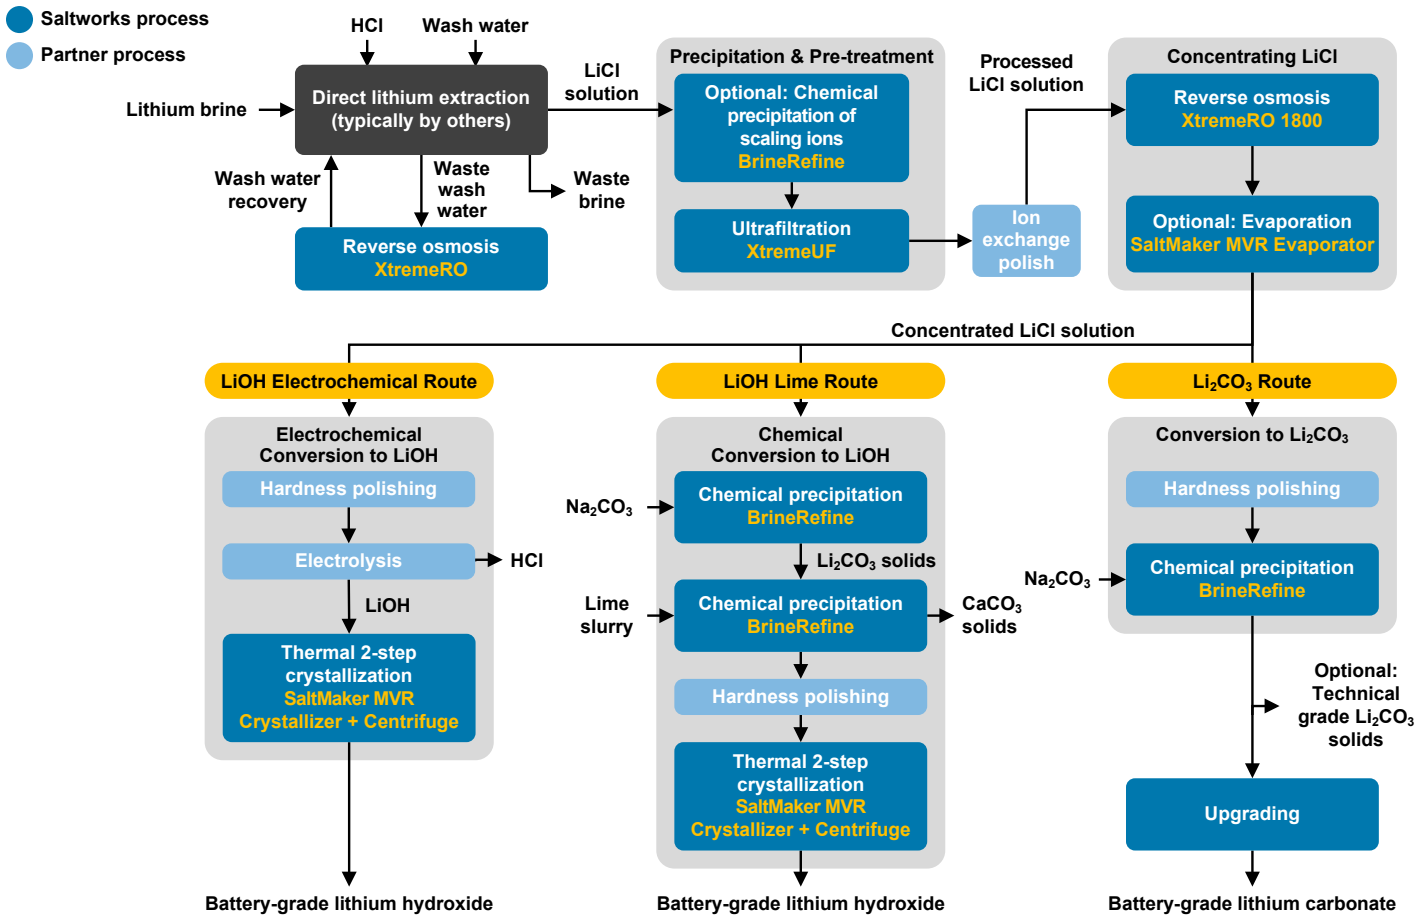 Saltworks process
Partner process
HCl
Wash water
Lithium brine
Direct lithium extraction
(typically by others)
LiCl
solution
Wash water
recovery
Waste
wash
water
Waste
brine
Reverse osmosis
XtremeRO
Precipitation & Pre-treatment
Optional: Chemical
precipitation of
scaling ions
BrineRefine
Ultrafiltration
XtremeUF
Ion
exchange
polish
Processed
LiCl solution
Concentrating LiCl
Reverse osmosis
XtremeRO 1800
Optional: Evaporation
SaltMaker MVR Evaporator
Concentrated LiCl solution
LiOH Electrochemical Route
Electrochemical
Conversion to LiOH
Hardness polishing
Electrolysis
HCl
LiOH
Thermal 2-step
crystallization
SaltMaker MVR
Crystallizer + Centrifuge
Battery-grade lithium hydroxide
LiOH Lime Route
Chemical
Conversion to LiOH
Na₂CO₃
Chemical precipitation
BrineRefine
Li₂CO₃ solids
Lime
slurry
Chemical precipitation
BrineRefine
CaCO₃
solids
Hardness polishing
Thermal 2-step
crystallization
SaltMaker MVR
Crystallizer + Centrifuge
Battery-grade lithium hydroxide
Li₂CO₃ Route
Conversion to Li₂CO₃
Hardness polishing
Na₂CO₃
Chemical precipitation
BrineRefine
Optional:
Technical
grade Li₂CO₃
solids
Upgrading
Battery-grade lithium carbonate